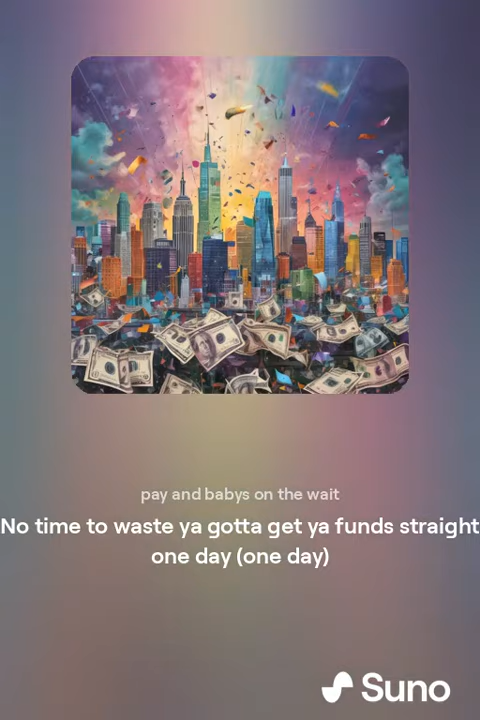 pay and babys on the wait
No time to waste ya gotta get ya funds straight
one day (one day)
Suno